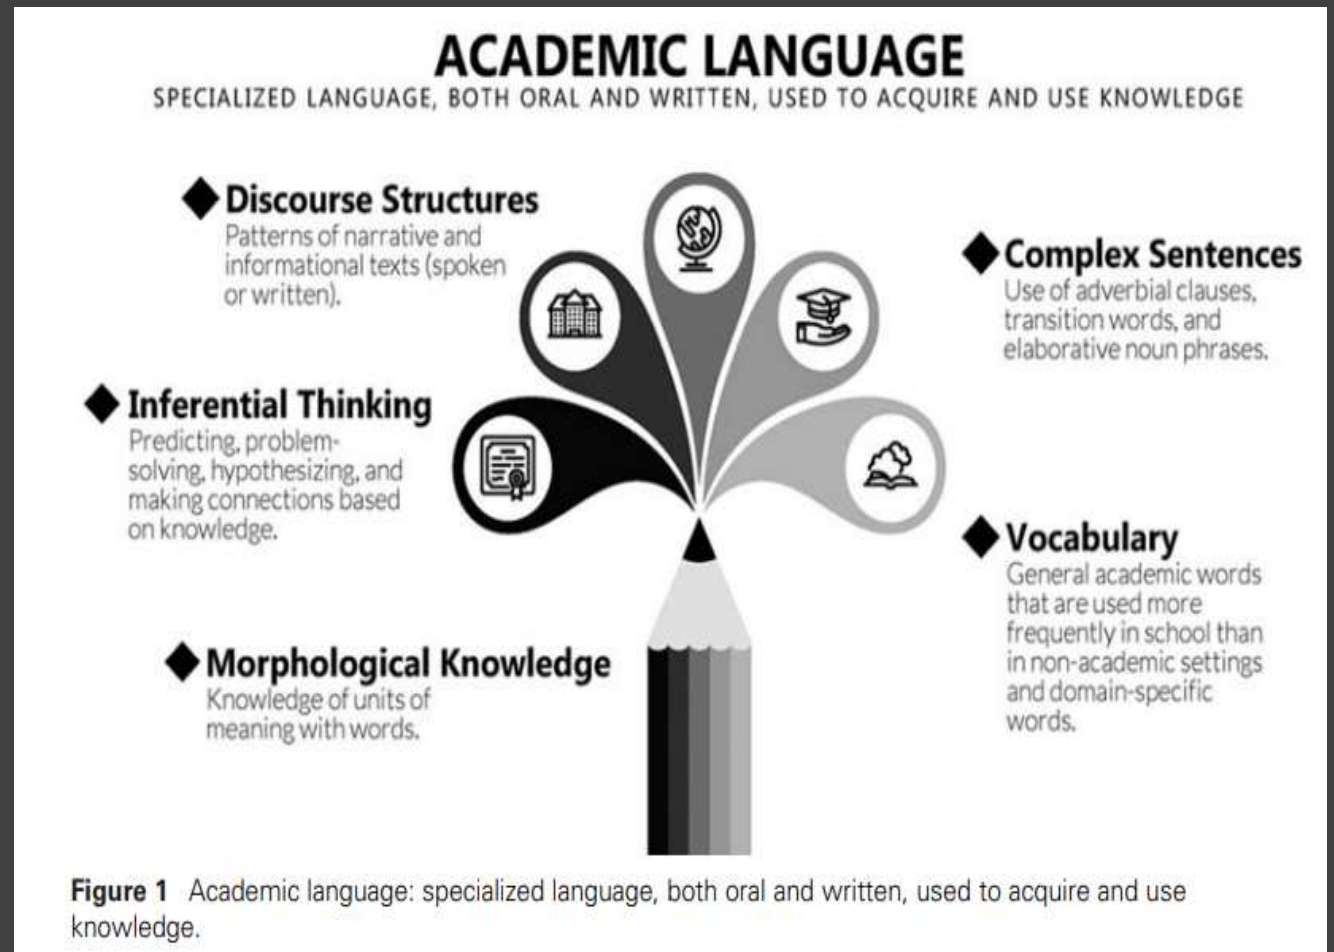 ACADEMIC LANGUAGE
SPECIALIZED LANGUAGE, BOTH ORAL AND WRITTEN, USED TO ACQUIRE AND USE KNOWLEDGE
Discourse Structures
Patterns of narrative and
informational texts (spoken
or written).
Inferential Thinking
Predicting, problem-
solving, hypothesizing, and
making connections based
on knowledge.
Morphological Knowledge
Knowledge of units of
meaning with words.
Complex Sentences
Use of adverbial clauses,
transition words, and
elaborative noun phrases.
Vocabulary
General academic words
that are used more
frequently in school than
in non-academic settings
and domain-specific
words.
Figure 1 Academic language: specialized language, both oral and written, used to acquire and use
knowledge.